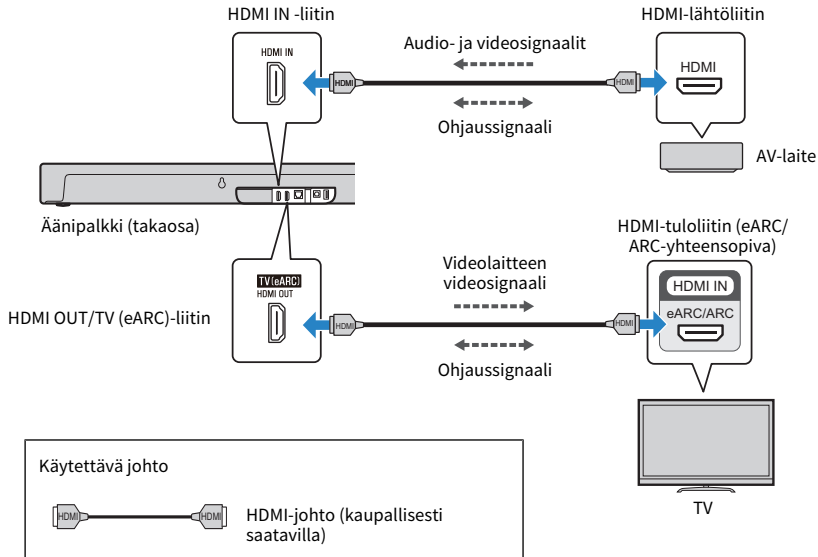 HDMI IN -liitin
HDMI-lähtöliitin
HDMI IN
Audio- ja videosignaalit
HDMI
HDMI
HDMI
Ohjaussignaali
AV-laite
Äänipalkki (takaosa)
HDMI-tuloliitin (eARC/
ARC-yhteensopiva)
TV(eARC)
HDMI OUT
Videolaitteen
videosignaali
HDMI IN
eARC/ARC
HDMI OUT/TV (eARC)-liitin
HDMI
HDMI
Ohjaussignaali
TV
Käytettävä johto
HDMI
HDMI
HDMI-johto (kaupallisesti
saatavilla)